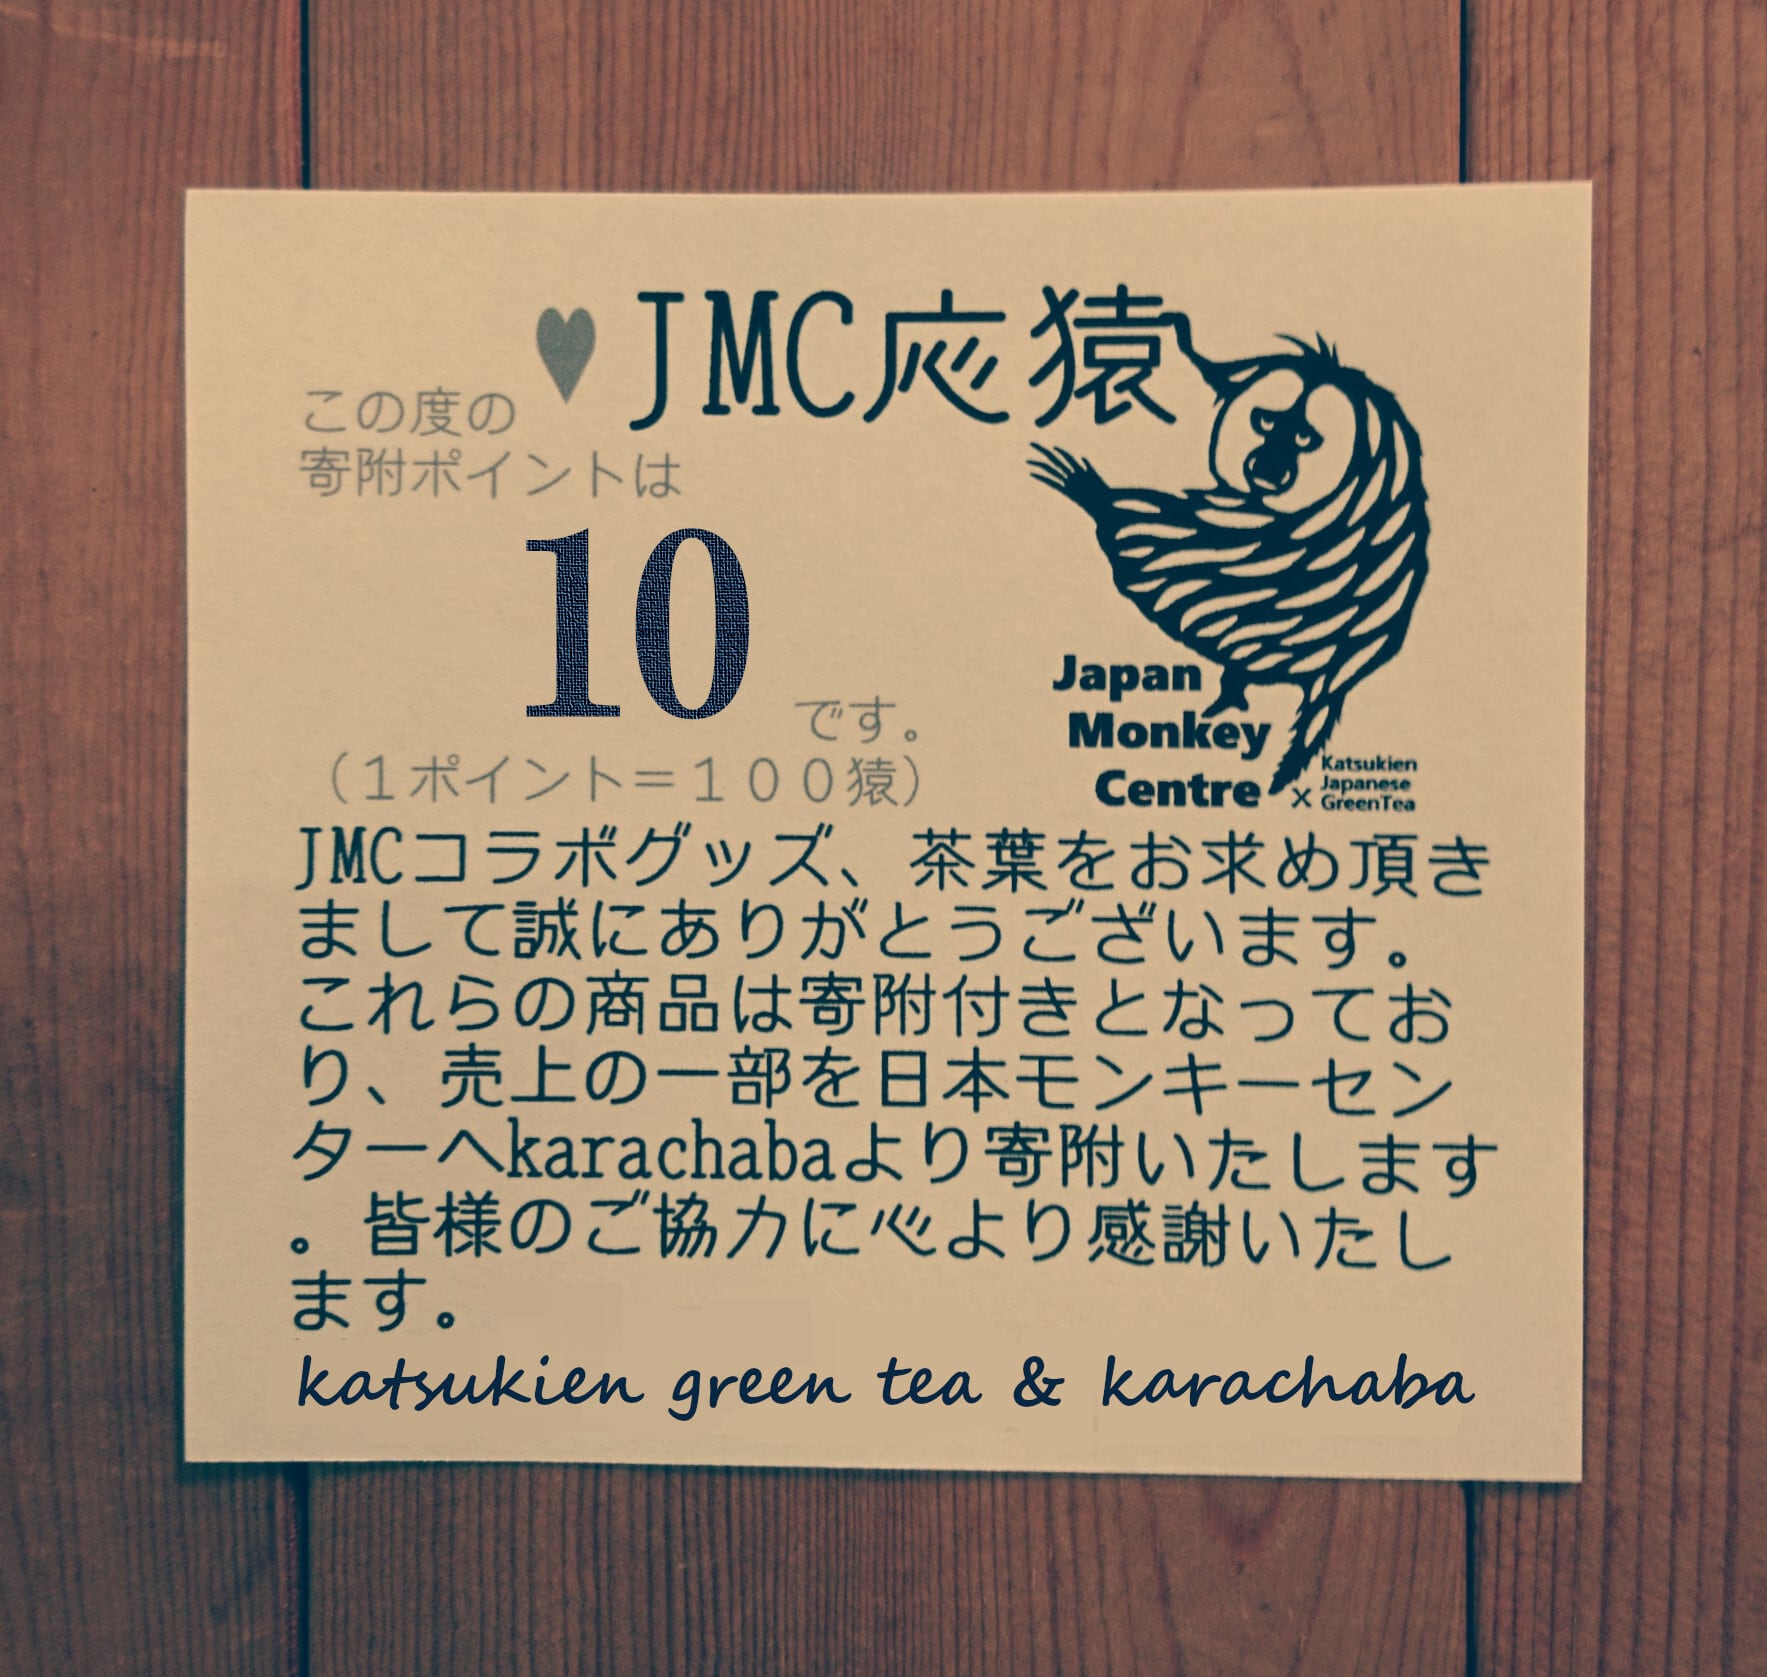 ♥JMC応猿
この度の
寄附ポイントは
10
です。
（１ポイント＝１００猿）
Japan
Monkey
Centre
×
Katsukien
Japanese
GreenTea
JMCコラボグッズ、茶葉をお求め頂き
まして誠にありがとうございます。
これらの商品は寄附付きとなってお
り、売上の一部を日本モンキーセン
ターへkarachabaより寄附いたします
。皆様のご協力に心より感謝いたし
ます。
katsukien green tea & karachaba